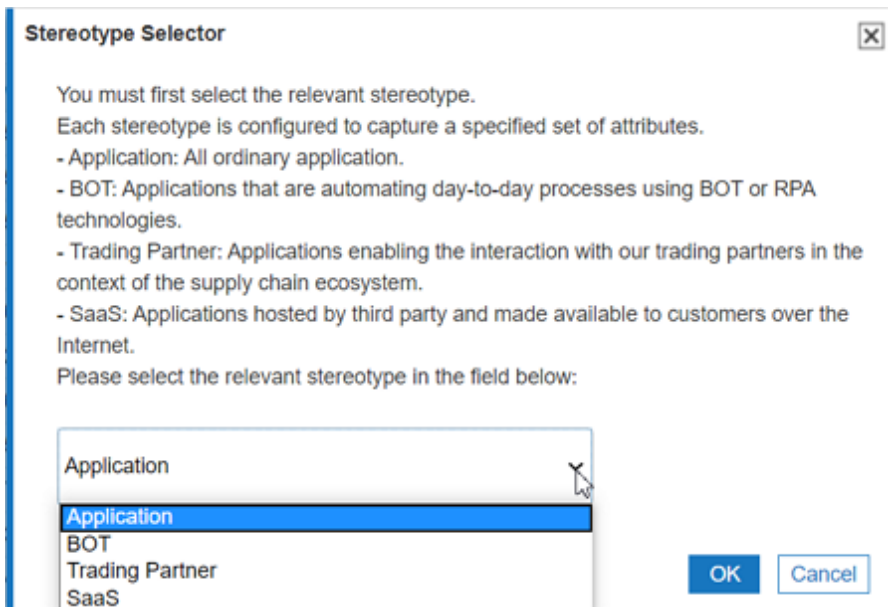 Stereotype Selector
You must first select the relevant stereotype.
Each stereotype is configured to capture a specified set of attributes.
- Application: All ordinary application.
- BOT: Applications that are automating day-to-day processes using BOT or RPA
technologies.
- Trading Partner: Applications enabling the interaction with our trading partners in the
context of the supply chain ecosystem.
- SaaS: Applications hosted by third party and made available to customers over the
Internet.
Please select the relevant stereotype in the field below:
Application
Application
BOT
Trading Partner
SaaS
OK Cancel